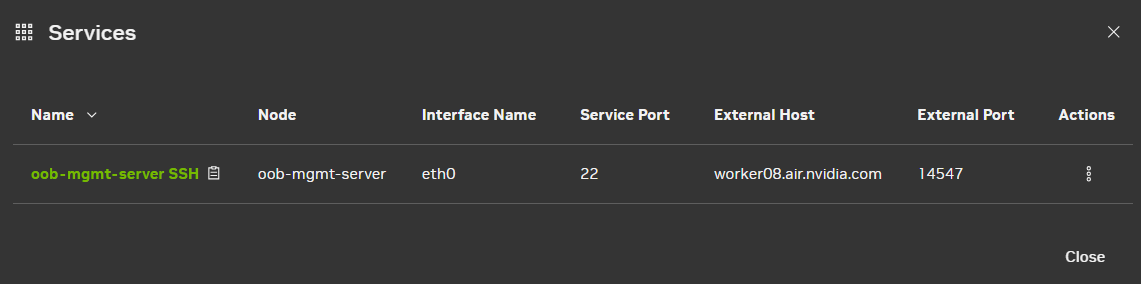 Services
Name Node Interface Name Service Port External Host External Port Actions
oob-mgmt-server SSH oob-mgmt-server eth0 22 worker08.air.nvidia.com 14547
Close